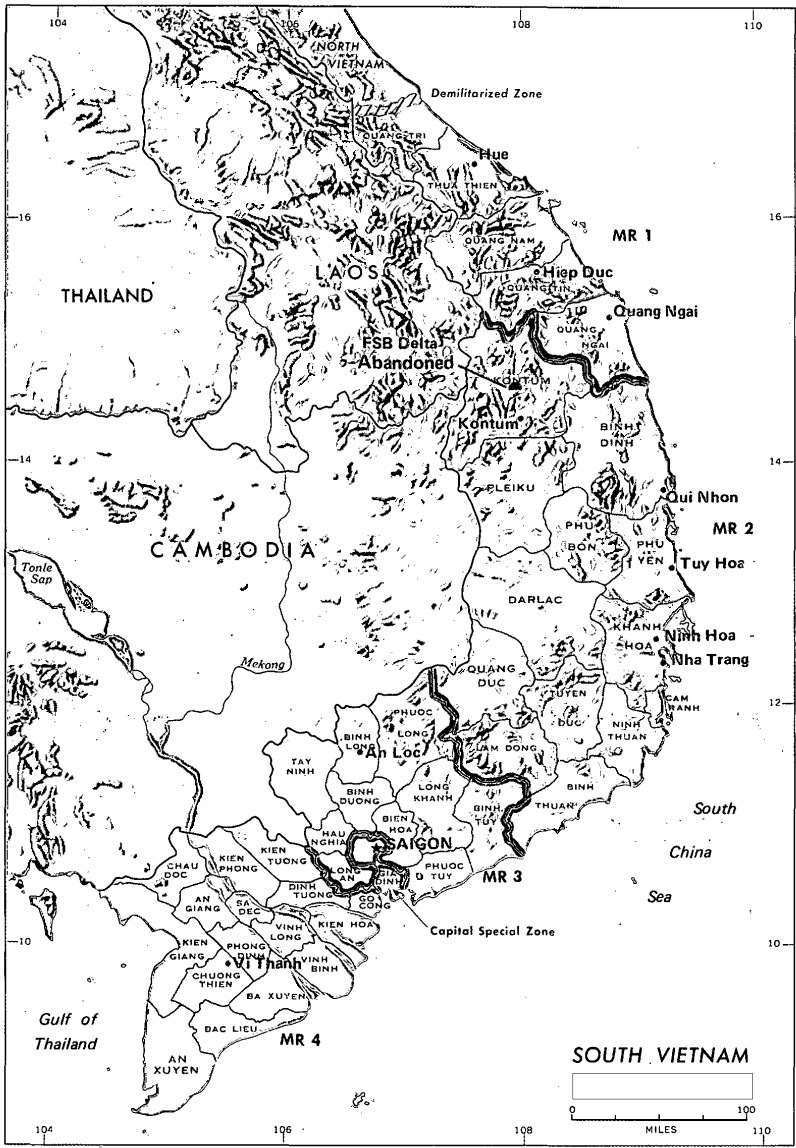 104
106
108
110
NORTH
VIETNAM
Demilitarized Zone
QUANG TRI
Hue
THUA THIEN
16
16
MR 1
QUANG NAM
LAOS
Hiep Duc
THAILAND
QUANG TIN
Quang Ngai
QUANG
NGAI
FSB Delta
Abandoned
KONTUM
Kontum
BINH
DINH
14
14
PLEIKU
Qui Nhon
PHU
BON
MR 2
CAMBODIA
PHU
YEN
Tuy Hoa
Tonle
Sap
DARLAC
KHANH
HOA
Ninh Hoa
Nha Trang
Mekong
QUANG
DUC
TUYEN
DUC
CAM
RANH
12
PHUOC
LONG
NINH
THUAN
BINH
LONG
An Loc
LAM DONG
TAY
NINH
BINH
DUONG
LONG
KHANH
BINH
THUAN
BINH
TUY
South
China
Sea
BIEN
HOA
HAU
NGHIA
SAIGON
KIEN
TUONG
KIEN
PHONG
CHAU
DOC
LONG
AN
GIA
DINH
PHUOC
TUY
MR 3
DINH
TUONG
GO
CONG
AN
GIANG
SA
DEC
KIEN HOA
VINH
LONG
Capital Special Zone
10
10
KIEN
GIANG
PHONG
DINH
Vi Thanh
VINH
BINH
CHUONG
THIEN
BA XUYEN
Gulf of
Thailand
BAC LIEU
MR 4
AN
XUYEN
SOUTH VIETNAM
0
100
MILES
104
106
108
110